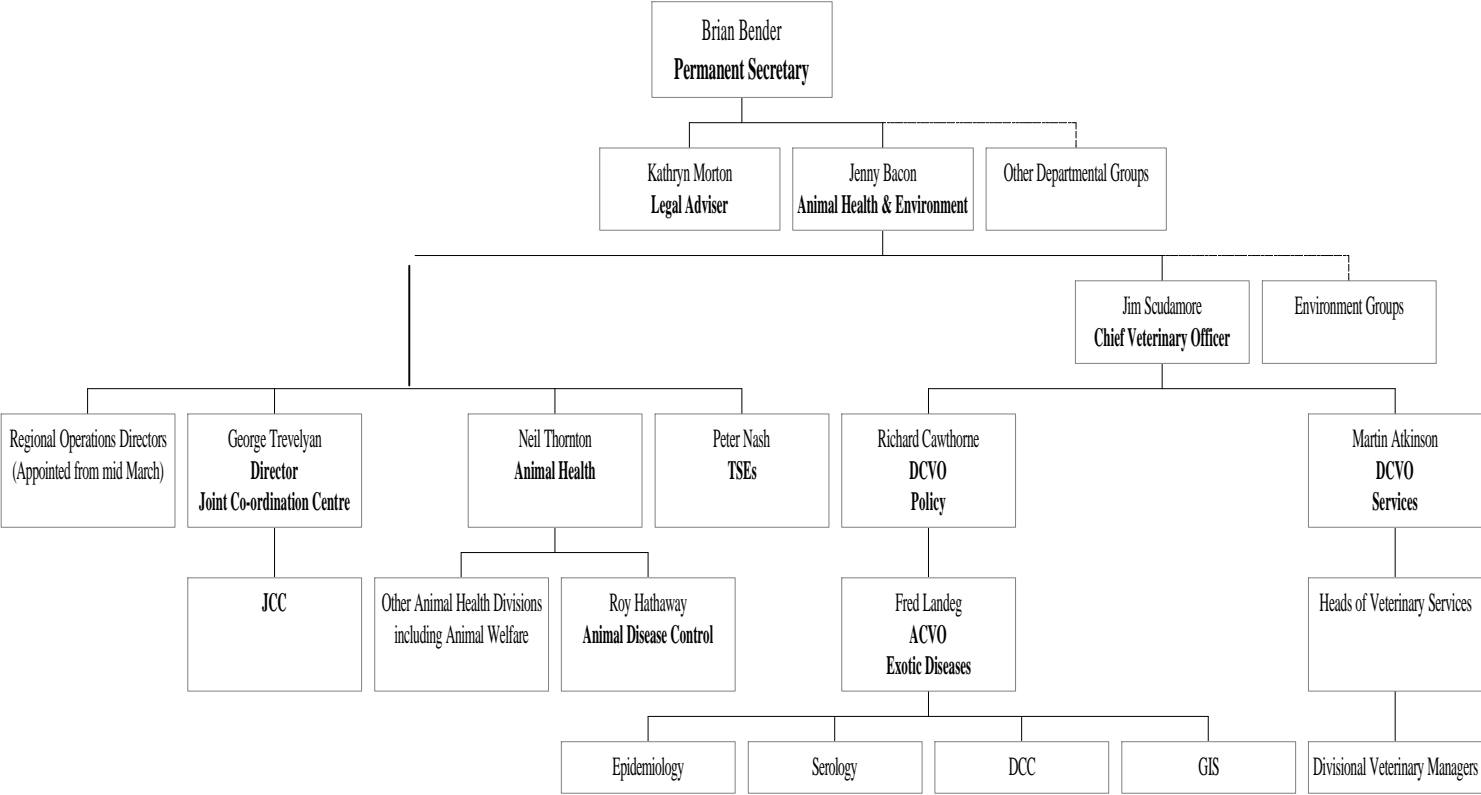 Brian Bender
Permanent Secretary
Kathryn Morton
Legal Adviser
Jenny Bacon
Animal Health & Environment
Other Departmental Groups
Jim Scudamore
Chief Veterinary Officer
Environment Groups
Regional Operations Directors
(Appointed from mid March)
George Trevelyan
Director
Joint Co-ordination Centre
Neil Thornton
Animal Health
Peter Nash
TSEs
Richard Cawthorne
DCVO
Policy
Martin Atkinson
DCVO
Services
JCC
Other Animal Health Divisions
including Animal Welfare
Roy Hathaway
Animal Disease Control
Fred Landeg
ACVO
Exotic Diseases
Heads of Veterinary Services
Epidemiology
Serology
DCC
GIS
Divisional Veterinary Managers